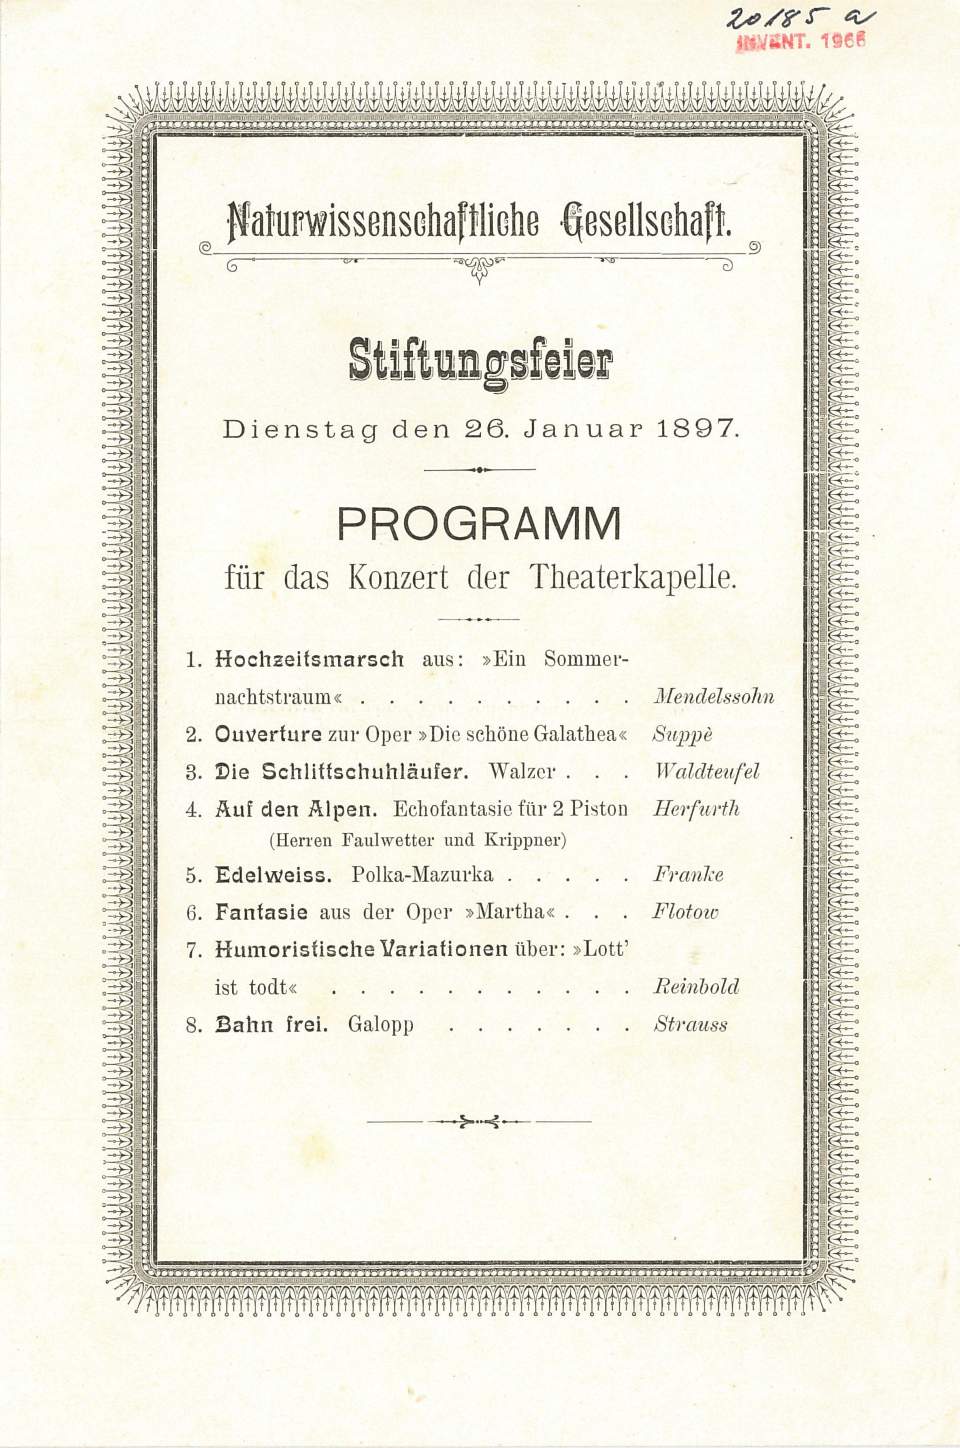 20185 a
INVENT. 1966
Naturwissenschaftliche Gesellschaft.
Stiftungsfeier
Dienstag den 26. Januar 1897.
PROGRAMM
für das Konzert der Theaterkapelle.
1. Hochzeitsmarsch aus: »Ein Sommer-
nachtstraum« . . . . . . . . . . Mendelssohn
2. Ouverture zur Oper »Die schöne Galathea« Suppè
3. Die Schlittschuhläufer. Walzer . . . Waldteufel
4. Auf den Alpen. Echofantasie für 2 Piston Herfurth
(Herren Faulwetter und Krippner)
5. Edelweiss. Polka-Mazurka . . . . . Franke
6. Fantasie aus der Oper »Martha« . . . Flotow
7. Humoristische Variationen über: »Lott'
ist todt« . . . . . . . . . . . Reinbold
8. Bahn frei. Galopp . . . . . . . Strauss